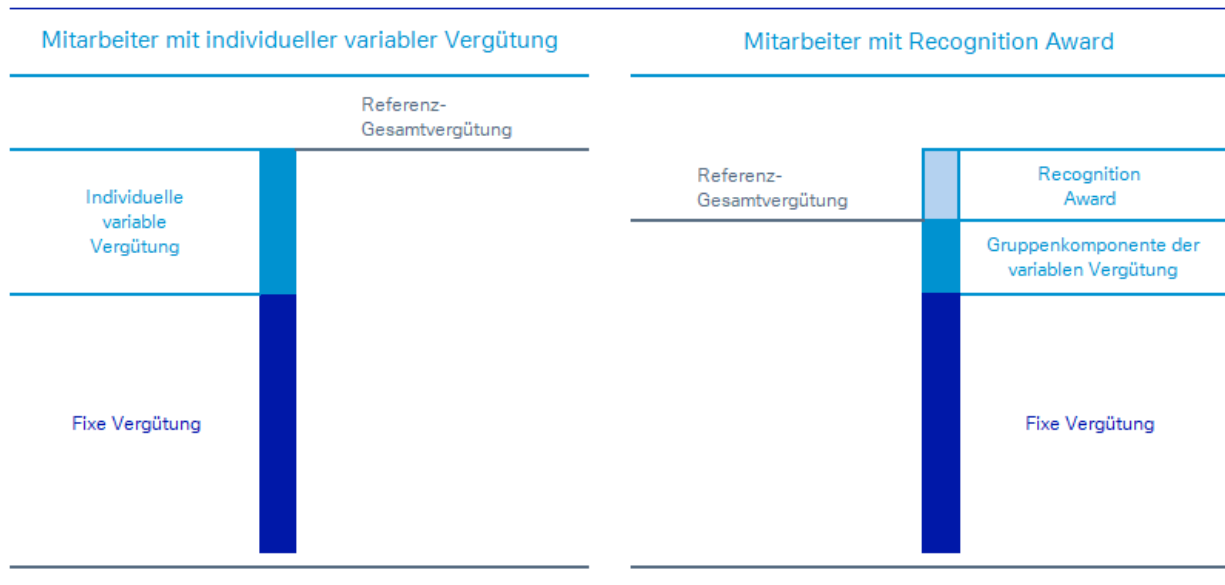 Mitarbeiter mit individueller variabler Vergütung
Referenz-
Gesamtvergütung
Individuelle
variable
Vergütung
Fixe Vergütung
Mitarbeiter mit Recognition Award
Referenz-
Gesamtvergütung
Recognition
Award
Gruppenkomponente der
variablen Vergütung
Fixe Vergütung